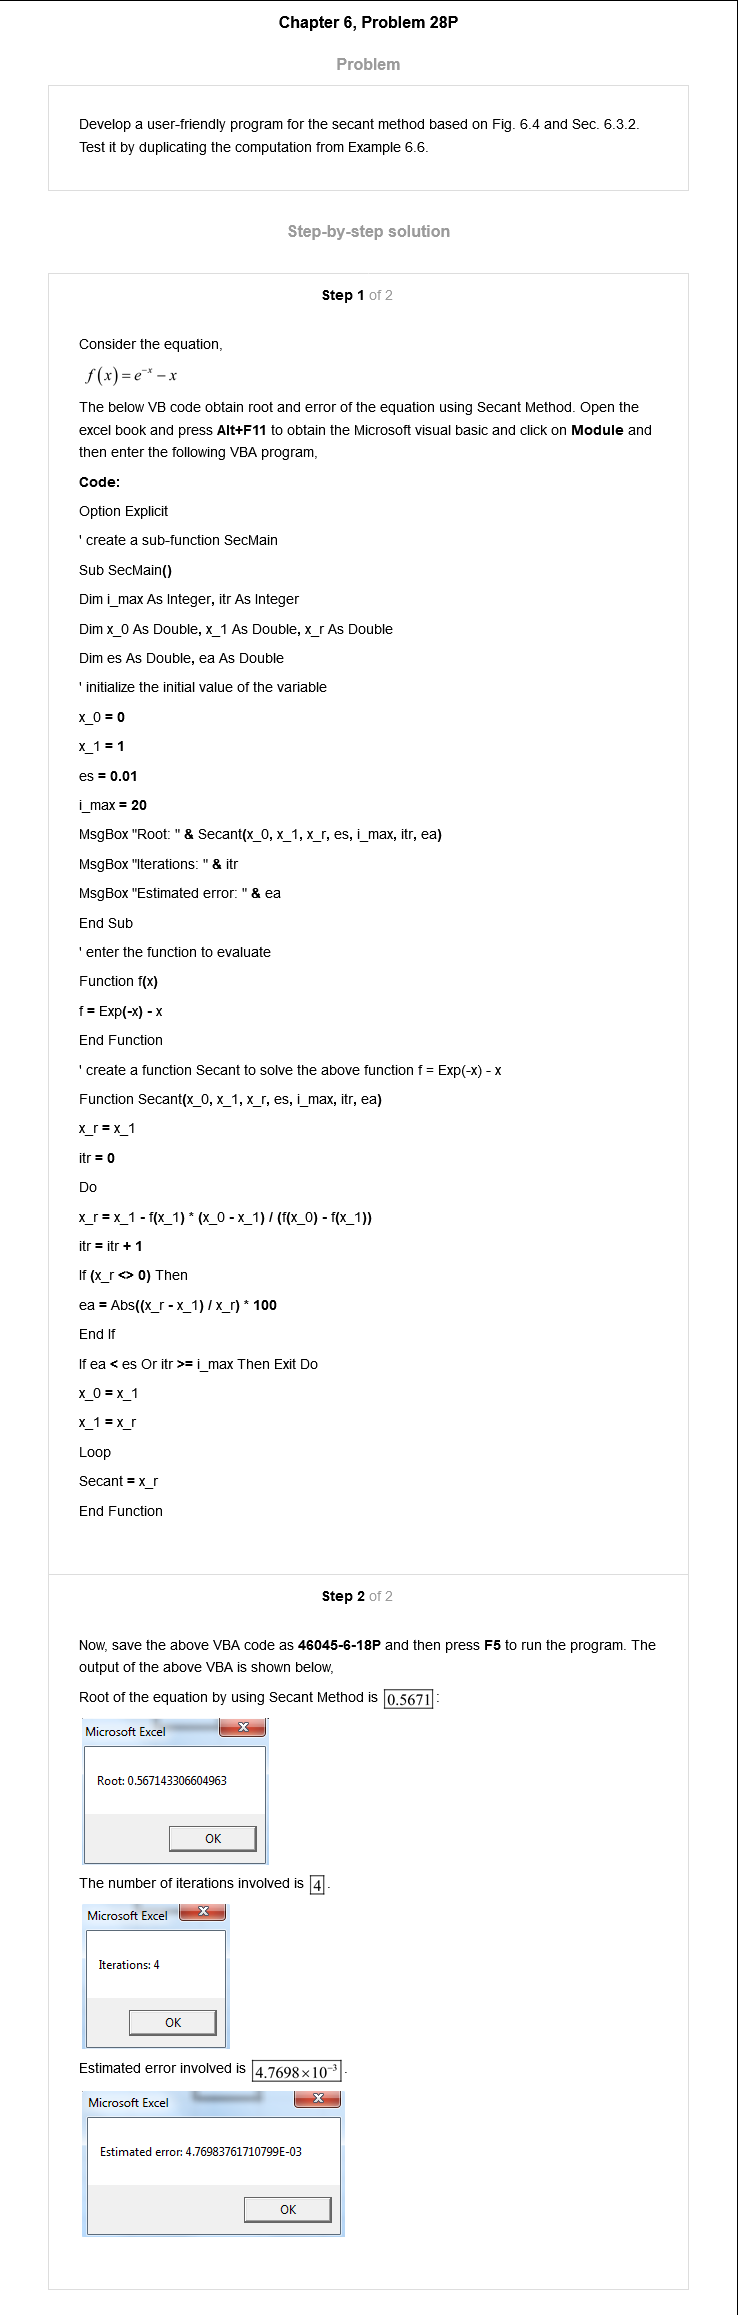 Chapter 6, Problem 28P
Problem
Develop a user-friendly program for the secant method based on Fig. 6.4 and Sec. 6.3.2.
Test it by duplicating the computation from Example 6.6.
Step-by-step solution
Step 1 of 2
Consider the equation,
f(x) = e^{-x} - x
The below VB code obtain root and error of the equation using Secant Method. Open the
excel book and press Alt+F11 to obtain the Microsoft visual basic and click on Module and
then enter the following VBA program,
Code:
Option Explicit
' create a sub-function SecMain
Sub SecMain()
Dim i_max As Integer, itr As Integer
Dim x_0 As Double, x_1 As Double, x_r As Double
Dim es As Double, ea As Double
' initialize the initial value of the variable
x_0 = 0
x_1 = 1
es = 0.01
i_max = 20
MsgBox "Root: " & Secant(x_0, x_1, x_r, es, i_max, itr, ea)
MsgBox "Iterations: " & itr
MsgBox "Estimated error: " & ea
End Sub
' enter the function to evaluate
Function f(x)
f = Exp(-x) - x
End Function
' create a function Secant to solve the above function f = Exp(-x) - x
Function Secant(x_0, x_1, x_r, es, i_max, itr, ea)
x_r = x_1
itr = 0
Do
x_r = x_1 - f(x_1) * (x_0 - x_1) / (f(x_0) - f(x_1))
itr = itr + 1
If (x_r <> 0) Then
ea = Abs((x_r - x_1) / x_r) * 100
End If
If ea < es Or itr >= i_max Then Exit Do
x_0 = x_1
x_1 = x_r
Loop
Secant = x_r
End Function
Step 2 of 2
Now, save the above VBA code as 46045-6-18P and then press F5 to run the program. The
output of the above VBA is shown below,
Root of the equation by using Secant Method is 0.5671:
Microsoft Excel
Root: 0.567143306604963
OK
The number of iterations involved is 4.
Microsoft Excel
Iterations: 4
OK
Estimated error involved is 4.7698×10⁻³.
Microsoft Excel
Estimated error: 4.76983761710799E-03
OK